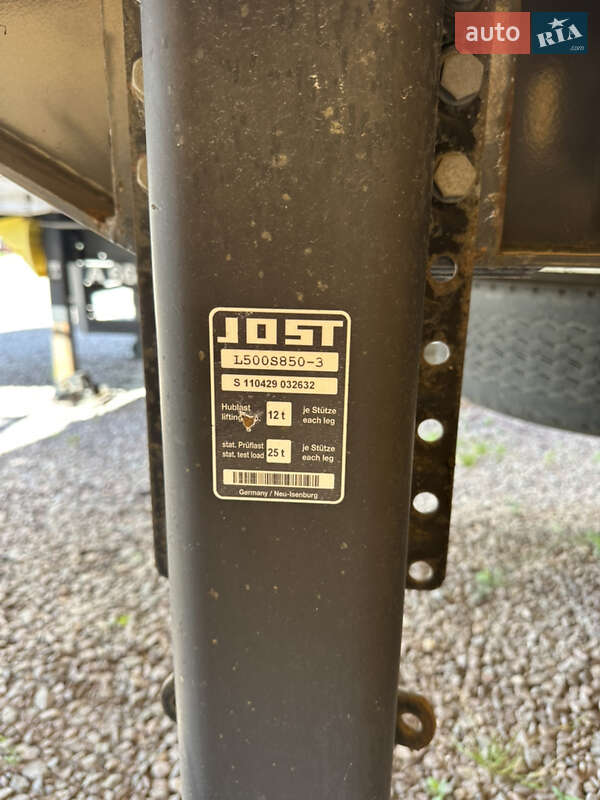 auto RIA .com
JOST
L500S850-3
S 110429 032632
Hublast 12 t je Stütze
lifting each leg
stat. Prüflast 25 t je Stütze
stat. test load each leg
Germany / Neu-Isenburg